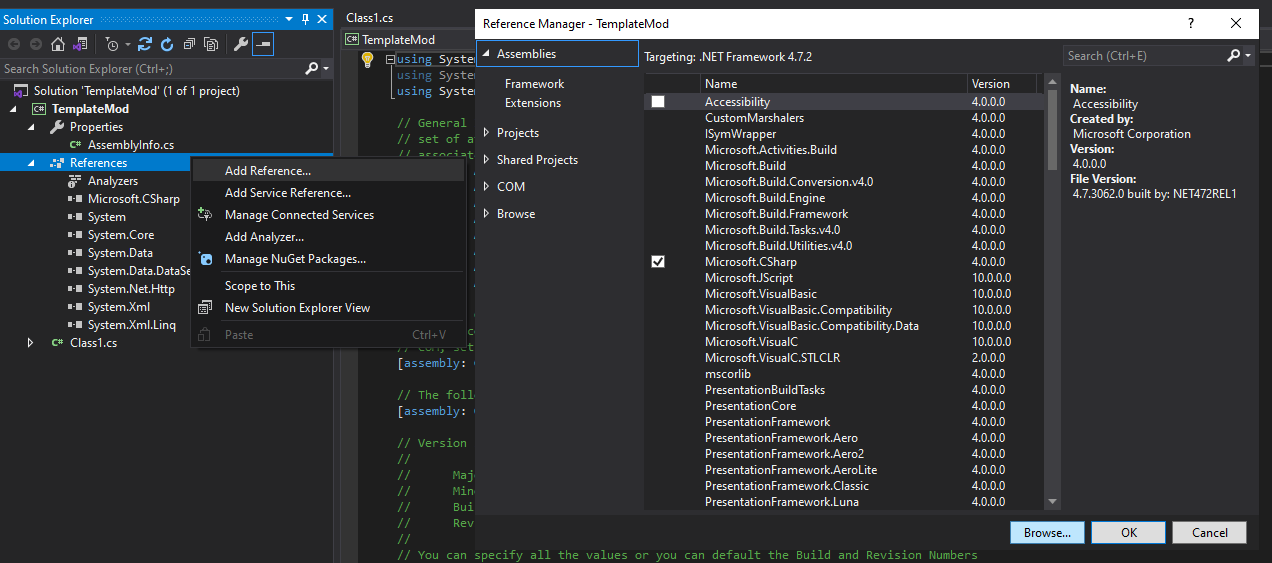 Solution Explorer
Search Solution Explorer (Ctrl+;)
Solution 'TemplateMod' (1 of 1 project)
TemplateMod
Properties
AssemblyInfo.cs
References
Analyzers
Microsoft.CSharp
System
System.Core
System.Data
System.Data.DataSe
System.Net.Http
System.Xml
System.Xml.Linq
Class1.cs
Add Reference...
Add Service Reference...
Manage Connected Services
Add Analyzer...
Manage NuGet Packages...
Scope to This
New Solution Explorer View
Paste Ctrl+V
Class1.cs
TemplateMod
using System
using System
using System
// General
// set of a
// associat
[assembly:
// The foll
[assembly:
// Version
//
// Maj
// Min
// Bui
// Rev
//
// You can specify all the values or you can default the Build and Revision Numbers
Reference Manager - TemplateMod
?
Assemblies
Framework
Extensions
Projects
Shared Projects
COM
Browse
Targeting: .NET Framework 4.7.2
Search (Ctrl+E)
Name Version
Accessibility 4.0.0.0
CustomMarshalers 4.0.0.0
ISymWrapper 4.0.0.0
Microsoft.Activities.Build 4.0.0.0
Microsoft.Build 4.0.0.0
Microsoft.Build.Conversion.v4.0 4.0.0.0
Microsoft.Build.Engine 4.0.0.0
Microsoft.Build.Framework 4.0.0.0
Microsoft.Build.Tasks.v4.0 4.0.0.0
Microsoft.Build.Utilities.v4.0 4.0.0.0
Microsoft.CSharp 4.0.0.0
Microsoft.JScript 10.0.0.0
Microsoft.VisualBasic 10.0.0.0
Microsoft.VisualBasic.Compatibility 10.0.0.0
Microsoft.VisualBasic.Compatibility.Data 10.0.0.0
Microsoft.VisualC 10.0.0.0
Microsoft.VisualC.STLCLR 2.0.0.0
mscorlib 4.0.0.0
PresentationBuildTasks 4.0.0.0
PresentationCore 4.0.0.0
PresentationFramework 4.0.0.0
PresentationFramework.Aero 4.0.0.0
PresentationFramework.Aero2 4.0.0.0
PresentationFramework.AeroLite 4.0.0.0
PresentationFramework.Classic 4.0.0.0
PresentationFramework.Luna 4.0.0.0
Name:
Accessibility
Created by:
Microsoft Corporation
Version:
4.0.0.0
File Version:
4.7.3062.0 built by: NET472REL1
Browse...
OK
Cancel